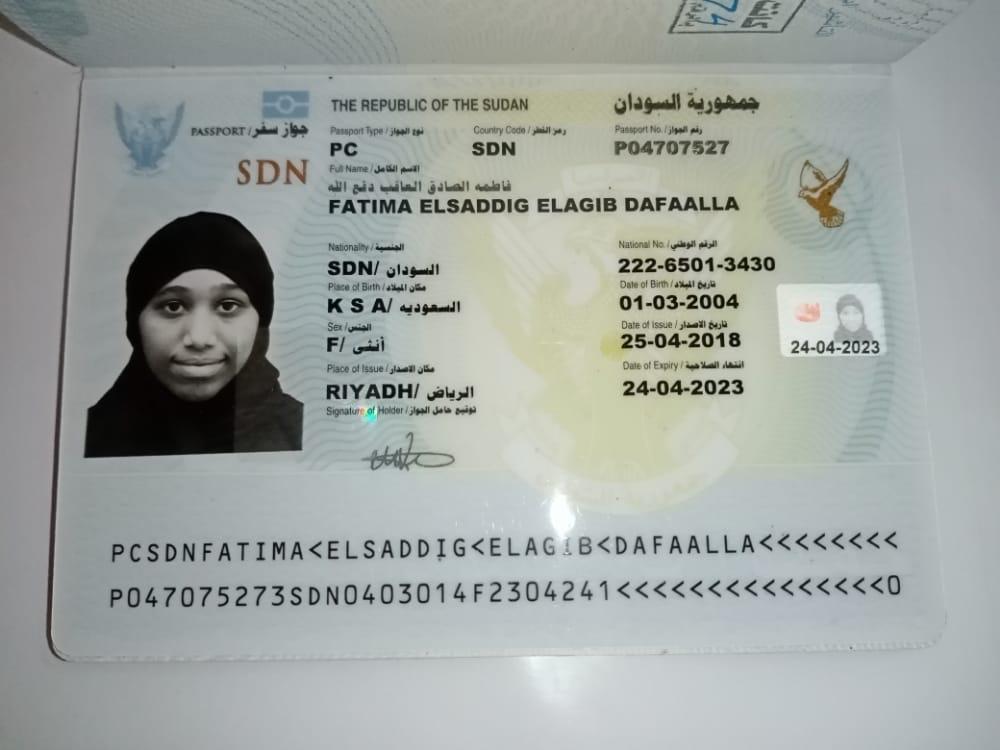 THE REPUBLIC OF THE SUDAN جمهورية السودان
PASSPORT / جواز سفر
SDN
Passport Type / نوع الجواز Country Code / رمز القطر Passport No. / رقم الجواز
PC SDN P04707527
Full Name / الاسم الكامل
فاطمه الصادق العاقب دفع الله
FATIMA ELSADDIG ELAGIB DAFAALLA
Nationality / الجنسية National No. / الرقم الوطني
SDN/ السودان 222-6501-3430
Place of Birth / مكان الميلاد Date of Birth / تاريخ الميلاد
K S A/ السعوديه 01-03-2004
Sex / الجنس Date of Issue / تاريخ الاصدار
F/ أنثى 25-04-2018
Place of Issue / مكان الاصدار Date of Expiry / انتهاء الصلاحية
RIYADH/ الرياض 24-04-2023
24-04-2023
Signature of Holder / توقيع حامل الجواز
PCSDNFATIMA<ELSADDIG<ELAGIB<DAFAALLA<<<<<<<<
P047075273SDN0403014F2304241<<<<<<<<<<<<<<<0